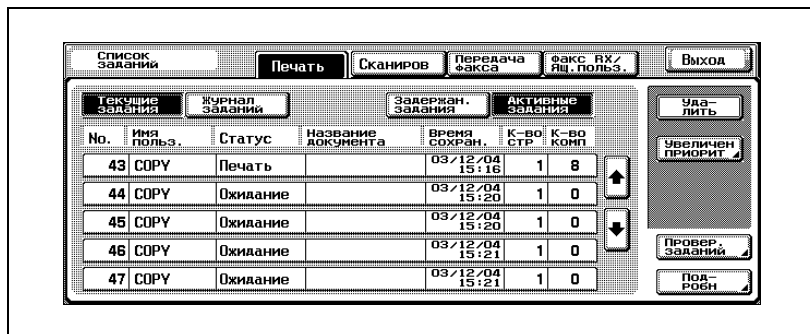 Список
заданий
Печать
Сканиров
Передача
факса
Факс RX/
Ящ.польз.
Выход
Текущие
задания
Журнал
заданий
Задержан.
задания
Активные
задания
Уда-
лить
No. Имя польз. Статус Название документа Время сохран. К-во стр К-во комп
43 COPY Печать 03/12/04 15:16 1 8
44 COPY Ожидание 03/12/04 15:20 1 0
45 COPY Ожидание 03/12/04 15:20 1 0
46 COPY Ожидание 03/12/04 15:21 1 0
47 COPY Ожидание 03/12/04 15:21 1 0
Увеличен
приорит
Провер.
заданий
Под-
робн